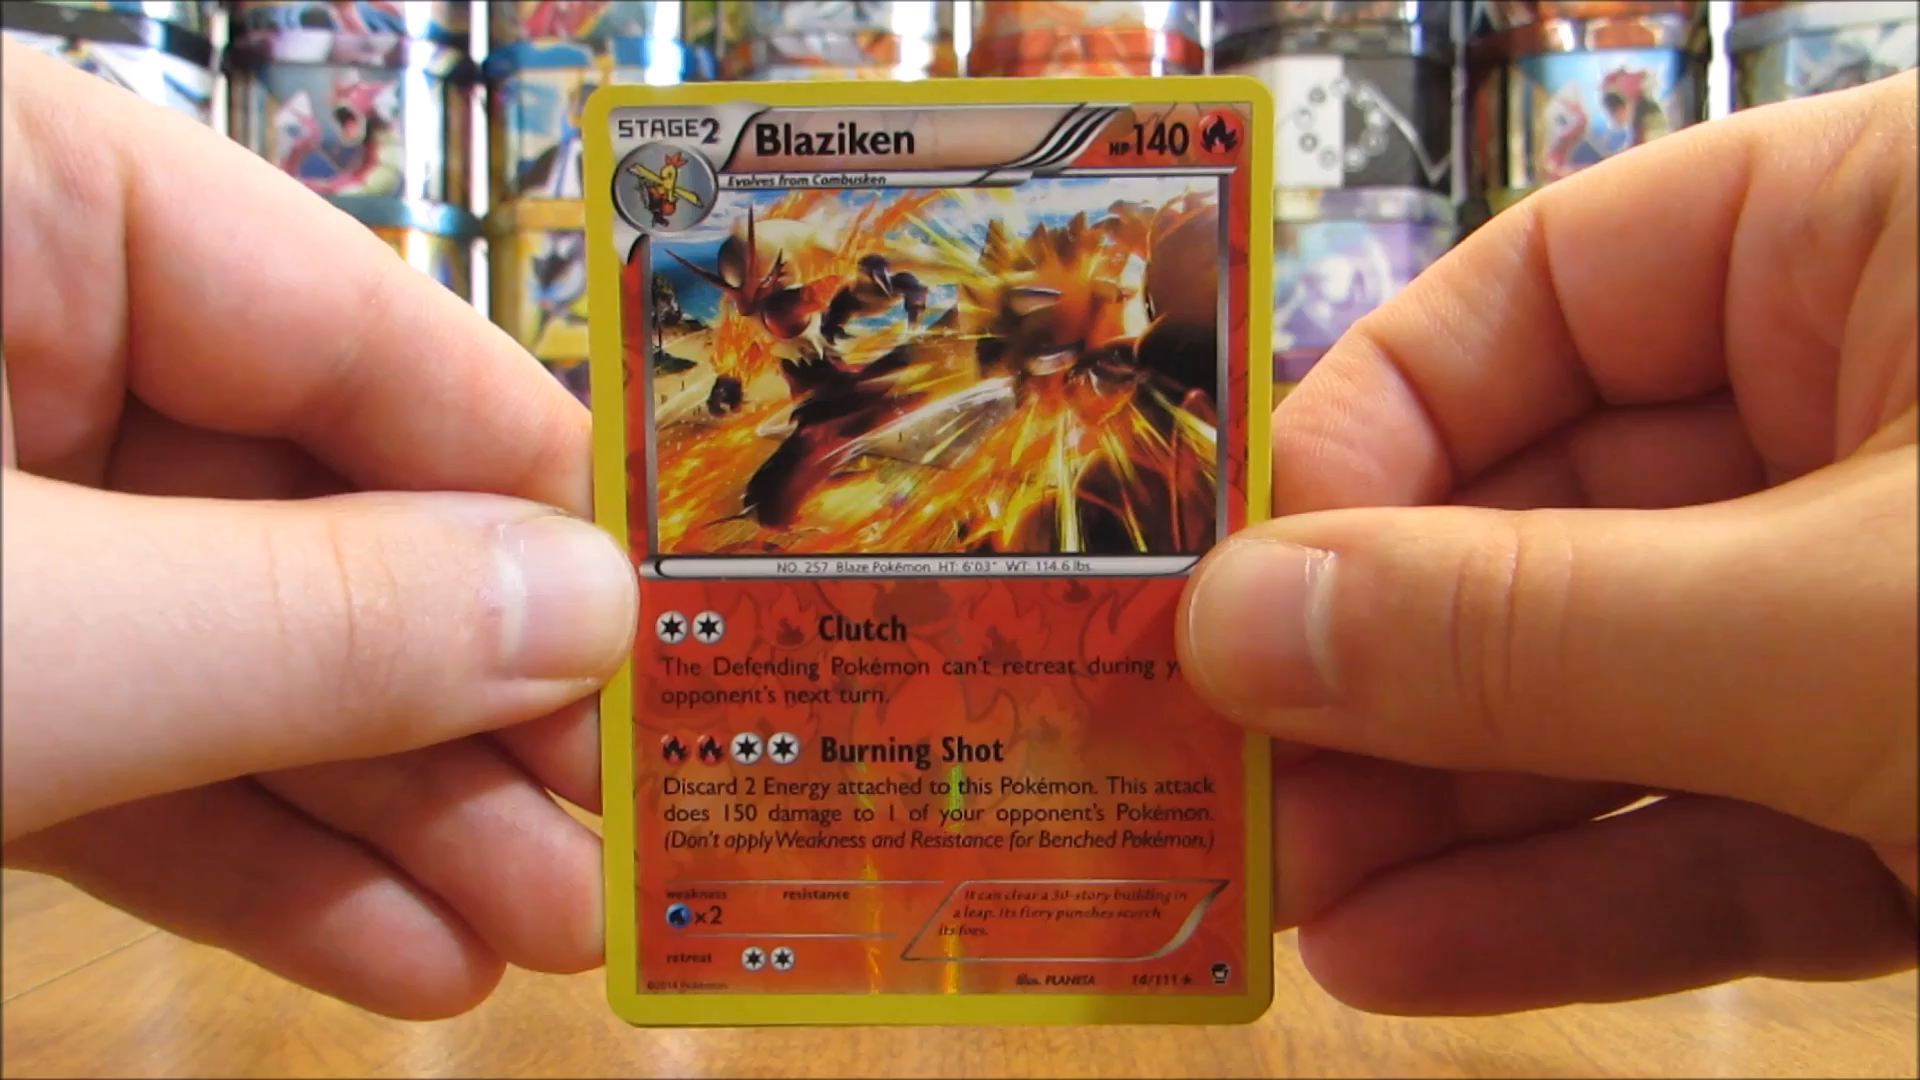 STAGE2
Blaziken
HP140
Evolves from Combusken
NO. 257 Blaze Pokémon HT: 6'03" WT: 114.6 lbs.
Clutch
The Defending Pokémon can't retreat during
opponent's next turn.
Burning Shot
Discard 2 Energy attached to this Pokémon. This attack
does 150 damage to 1 of your opponent's Pokémon.
(Don't apply Weakness and Resistance for Benched Pokémon.)
weakness resistance
×2
It can clear a 30-story building in
a leap. Its fiery punches scorch
its foes.
retreat
©2014 Pokémon
Illus. PLANETA 14/111 ★